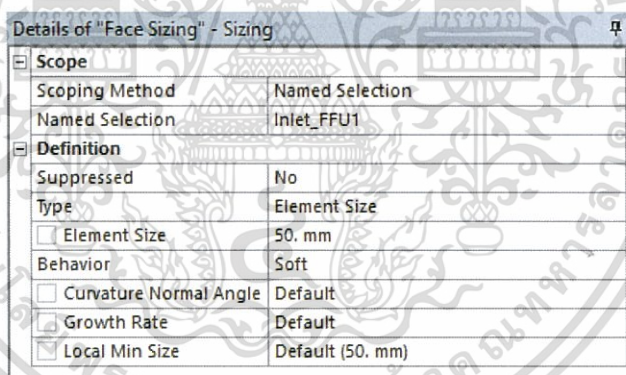 Details of "Face Sizing" - Sizing
Scope
Scoping Method Named Selection
Named Selection Inlet_FFU1
Definition
Suppressed No
Type Element Size
Element Size 50. mm
Behavior Soft
Curvature Normal Angle Default
Growth Rate Default
Local Min Size Default (50. mm)